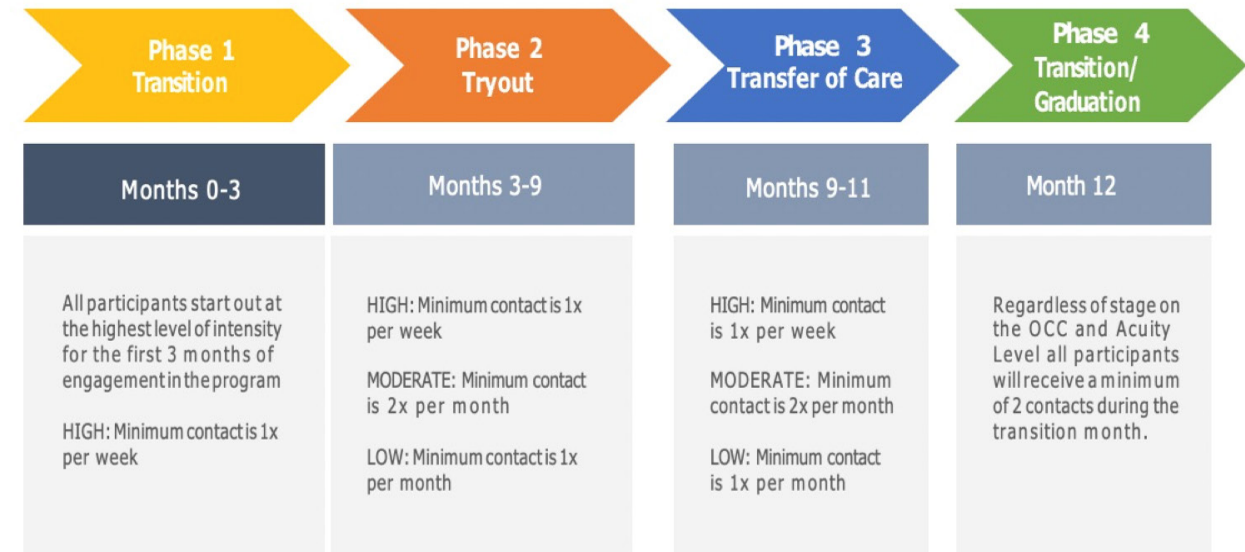 Phase 1
Transition
Phase 2
Tryout
Phase 3
Transfer of Care
Phase 4
Transition/
Graduation
Months 0-3
Months 3-9
Months 9-11
Month 12
All participants start out at
the highest level of intensity
for the first 3 months of
engagement in the program
HIGH: Minimum contact is 1x
per week
HIGH: Minimum contact is 1x
per week
MODERATE: Minimum contact
is 2x per month
LOW: Minimum contact is 1x
per month
HIGH: Minimum contact
is 1x per week
MODERATE: Minimum
contact is 2x per month
LOW: Minimum contact
is 1x per month
Regardless of stage on
the OCC and Acuity
Level all participants
will receive a minimum
of 2 contacts during the
transition month.